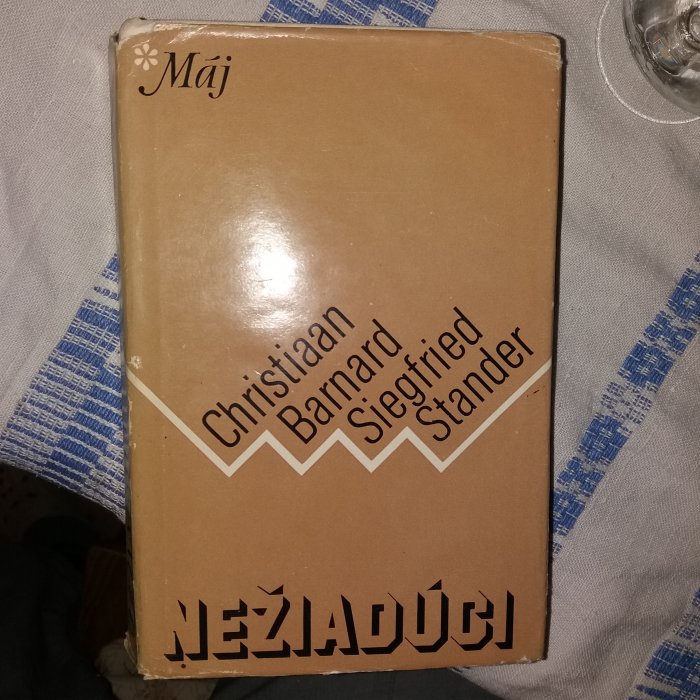 * Máj
Christiaan
Barnard
Siegfried
Stander
NEŽIADÚCI